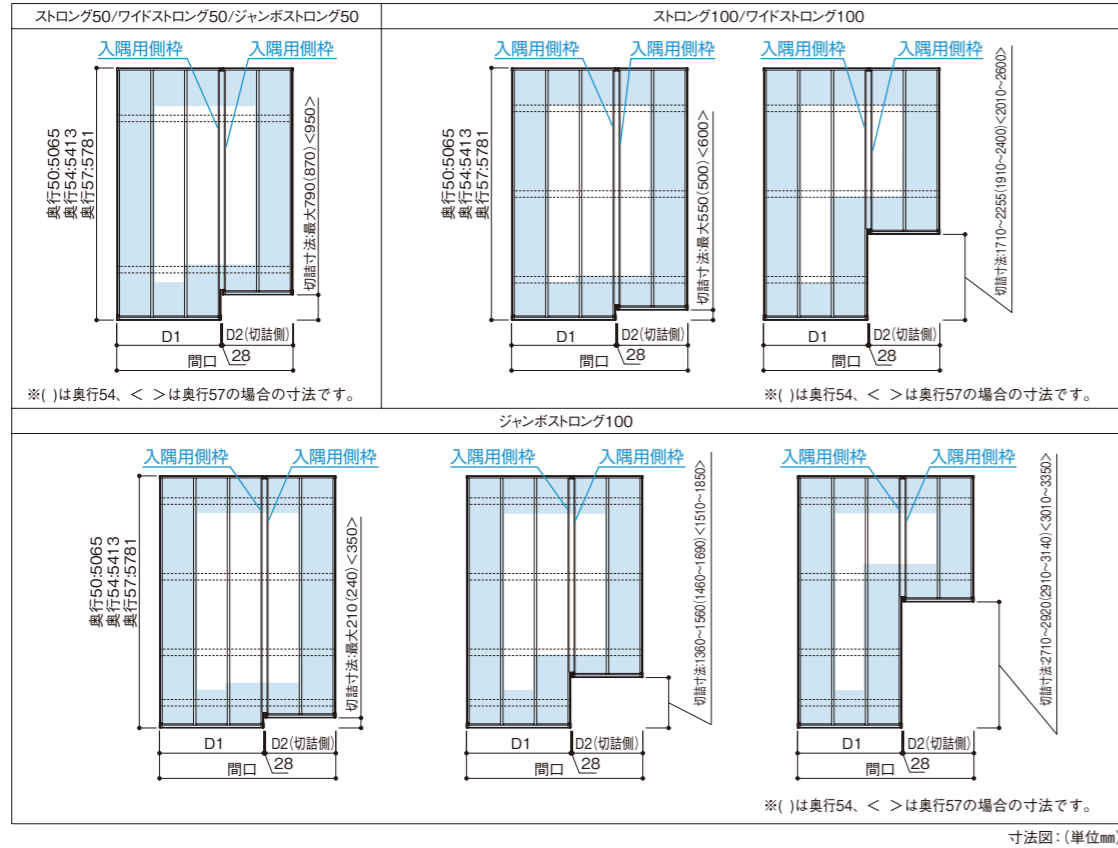 ストロング50/ワイドストロング50/ジャンボストロング50
入隅用側枠
入隅用側枠
奥行50:5065
奥行54:5413
奥行57:5781
切詰寸法:最大790(870)<950>
D1
D2(切詰側)
28
間口
※( )は奥行54、< >は奥行57の場合の寸法です。
ストロング100/ワイドストロング100
入隅用側枠
入隅用側枠
奥行50:5065
奥行54:5413
奥行57:5781
切詰寸法:最大550(500)<600>
D1
D2(切詰側)
28
間口
入隅用側枠
入隅用側枠
切詰寸法:1710~2255(1910~2400)<2010~2600>
D1
D2(切詰側)
28
間口
※( )は奥行54、< >は奥行57の場合の寸法です。
ジャンボストロング100
入隅用側枠
入隅用側枠
奥行50:5065
奥行54:5413
奥行57:5781
切詰寸法:最大210(240)<350>
D1
D2(切詰側)
28
間口
入隅用側枠
入隅用側枠
切詰寸法:1360~1560(1460~1690)<1510~1850>
D1
D2(切詰側)
28
間口
入隅用側枠
入隅用側枠
切詰寸法:2710~2920(2910~3140)<3010~3350>
D1
D2(切詰側)
28
間口
※( )は奥行54、< >は奥行57の場合の寸法です。
寸法図:(単位㎜)